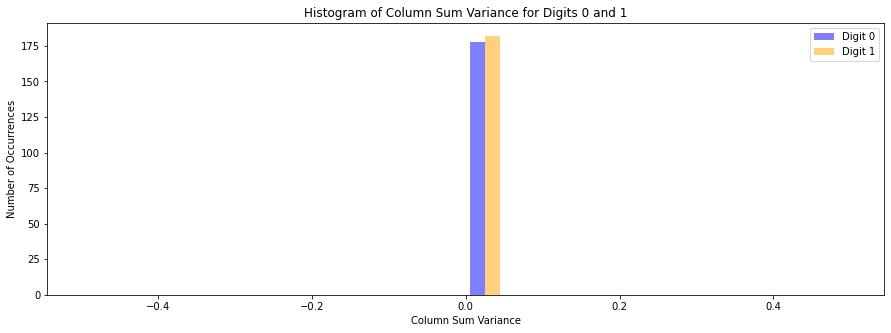 Histogram of Column Sum Variance for Digits 0 and 1
Digit 0
Digit 1
Number of Occurrences
175
150
125
100
75
50
25
0
−0.4
−0.2
0.0
0.2
0.4
Column Sum Variance